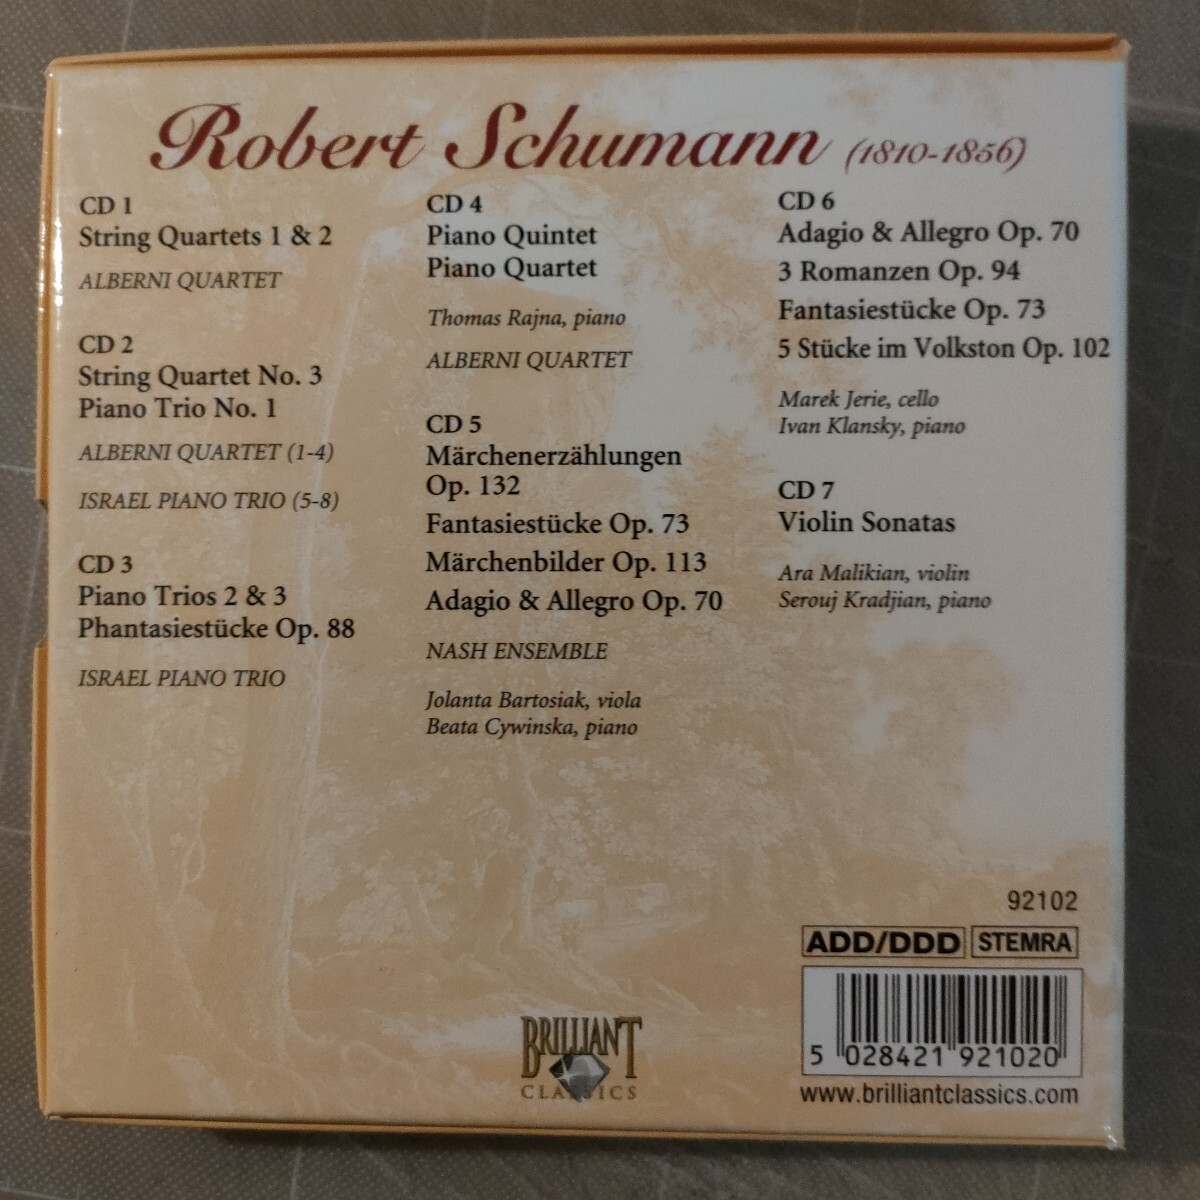 Robert Schumann (1810-1856)
CD 1
String Quartets 1 & 2
ALBERNI QUARTET
CD 2
String Quartet No. 3
Piano Trio No. 1
ALBERNI QUARTET (1-4)
ISRAEL PIANO TRIO (5-8)
CD 3
Piano Trios 2 & 3
Phantasiestücke Op. 88
ISRAEL PIANO TRIO
CD 4
Piano Quintet
Piano Quartet
Thomas Rajna, piano
ALBERNI QUARTET
CD 5
Märchenerzählungen
Op. 132
Fantasiestücke Op. 73
Märchenbilder Op. 113
Adagio & Allegro Op. 70
NASH ENSEMBLE
Jolanta Bartosiak, viola
Beata Cywinska, piano
CD 6
Adagio & Allegro Op. 70
3 Romanzen Op. 94
Fantasiestücke Op. 73
5 Stücke im Volkston Op. 102
Marek Jerie, cello
Ivan Klansky, piano
CD 7
Violin Sonatas
Ara Malikian, violin
Serouj Kradjian, piano
92102
ADD/DDD STEMRA
5 028421 921020
www.brilliantclassics.com
BRILLIANT
CLASSICS